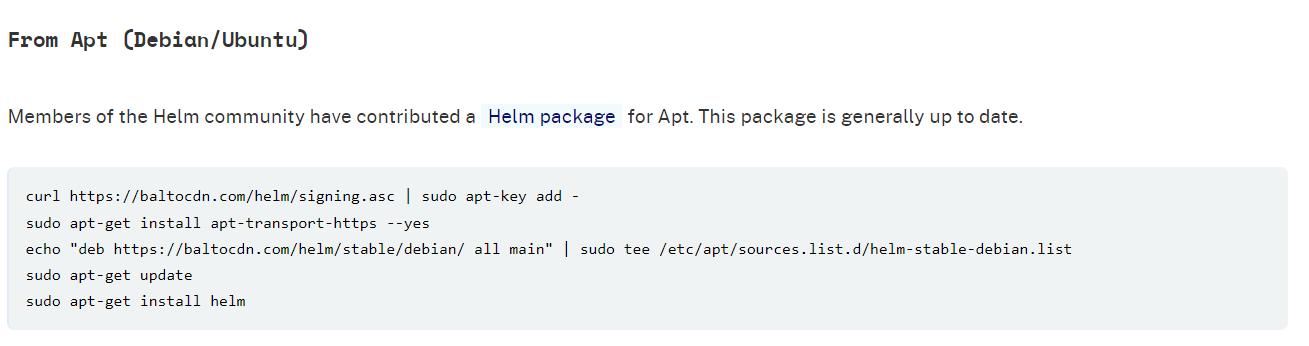 From Apt (Debian/Ubuntu)
Members of the Helm community have contributed a Helm package for Apt. This package is generally up to date.
curl https://baltocdn.com/helm/signing.asc | sudo apt-key add -
sudo apt-get install apt-transport-https --yes
echo "deb https://baltocdn.com/helm/stable/debian/ all main" | sudo tee /etc/apt/sources.list.d/helm-stable-debian.list
sudo apt-get update
sudo apt-get install helm